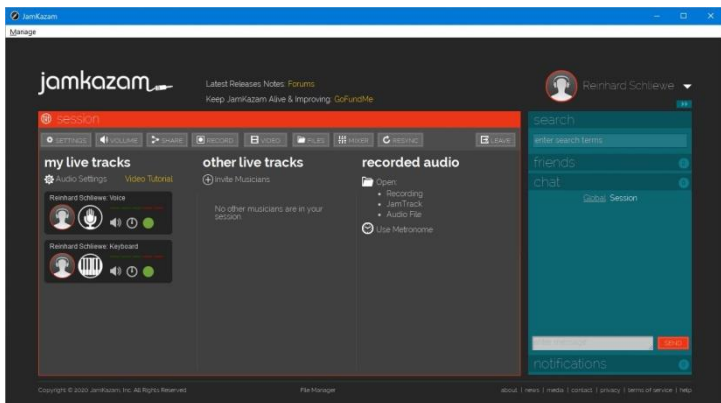 JamKazam
Manage
jamkazam
Latest Releases Notes: Forums
Keep JamKazam Alive & Improving: GoFundMe
Reinhard Schliewe
session
SETTINGS VOLUME SHARE RECORD VIDEO FILES MIXER RESYNC LEAVE
my live tracks
Audio Settings Video Tutorial
Reinhard Schliewe: Voice
Reinhard Schliewe: Keyboard
other live tracks
Invite Musicians
No other musicians are in your
session.
recorded audio
Open:
Recording
JamTrack
Audio File
Use Metronome
search
enter search terms
friends
chat
Global Session
enter message
SEND
notifications
Copyright © 2020 JamKazam, Inc. All Rights Reserved
File Manager
about | news | media | contact | privacy | terms of service | help